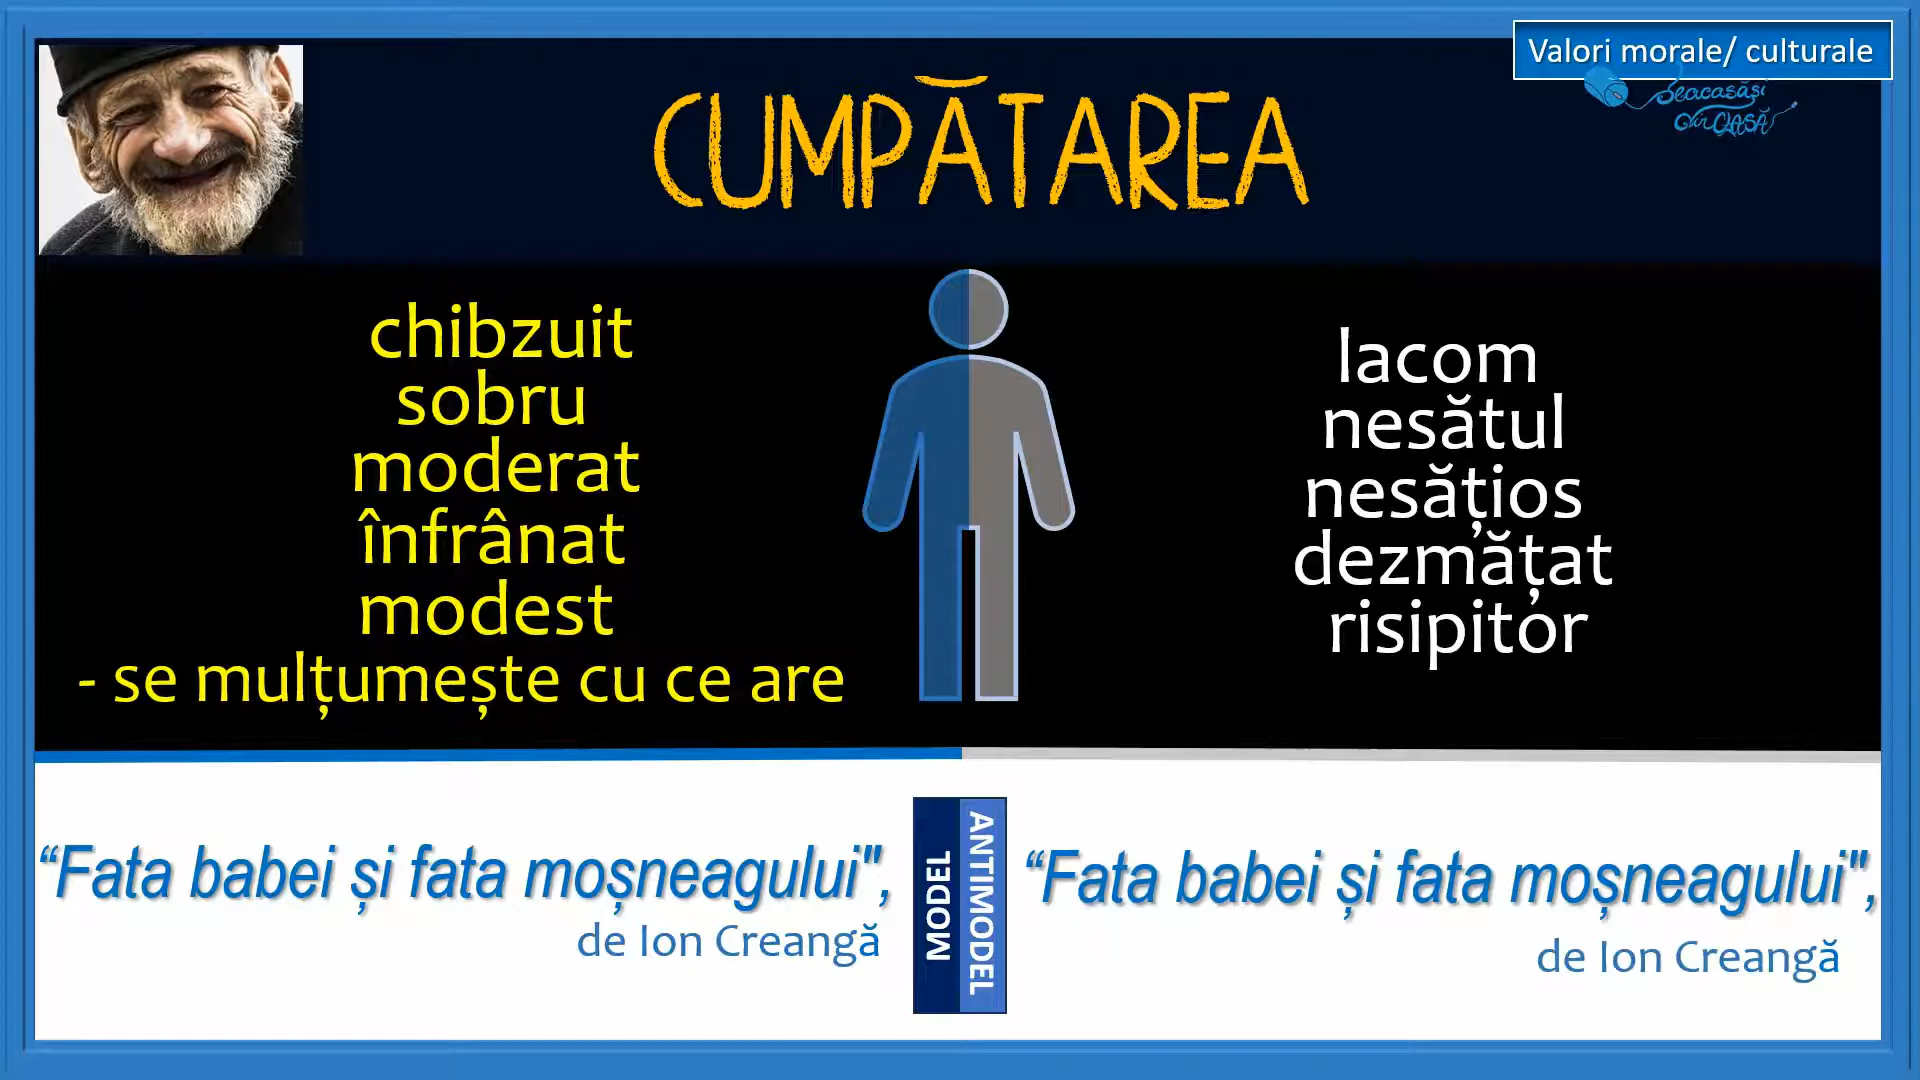 Valori morale/ culturale
CUMPĂTAREA
chibzuit
sobru
moderat
înfrânat
modest
- se mulțumește cu ce are
lacom
nesătul
nesățios
dezmățat
risipitor
MODEL
ANTIMODEL
“Fata babei și fata moșneagului",
de Ion Creangă
“Fata babei și fata moșneagului",
de Ion Creangă